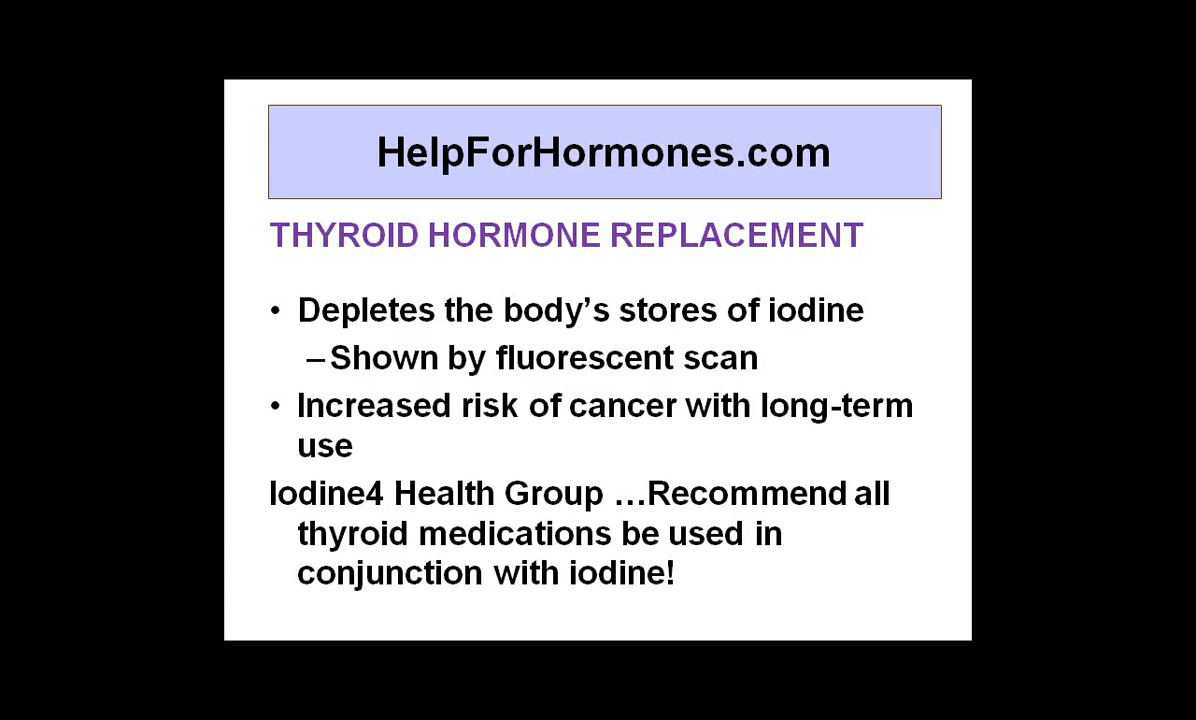 HelpForHormones.com
THYROID HORMONE REPLACEMENT
• Depletes the body’s stores of iodine
–Shown by fluorescent scan
• Increased risk of cancer with long-term
use
Iodine4 Health Group …Recommend all
thyroid medications be used in
conjunction with iodine!